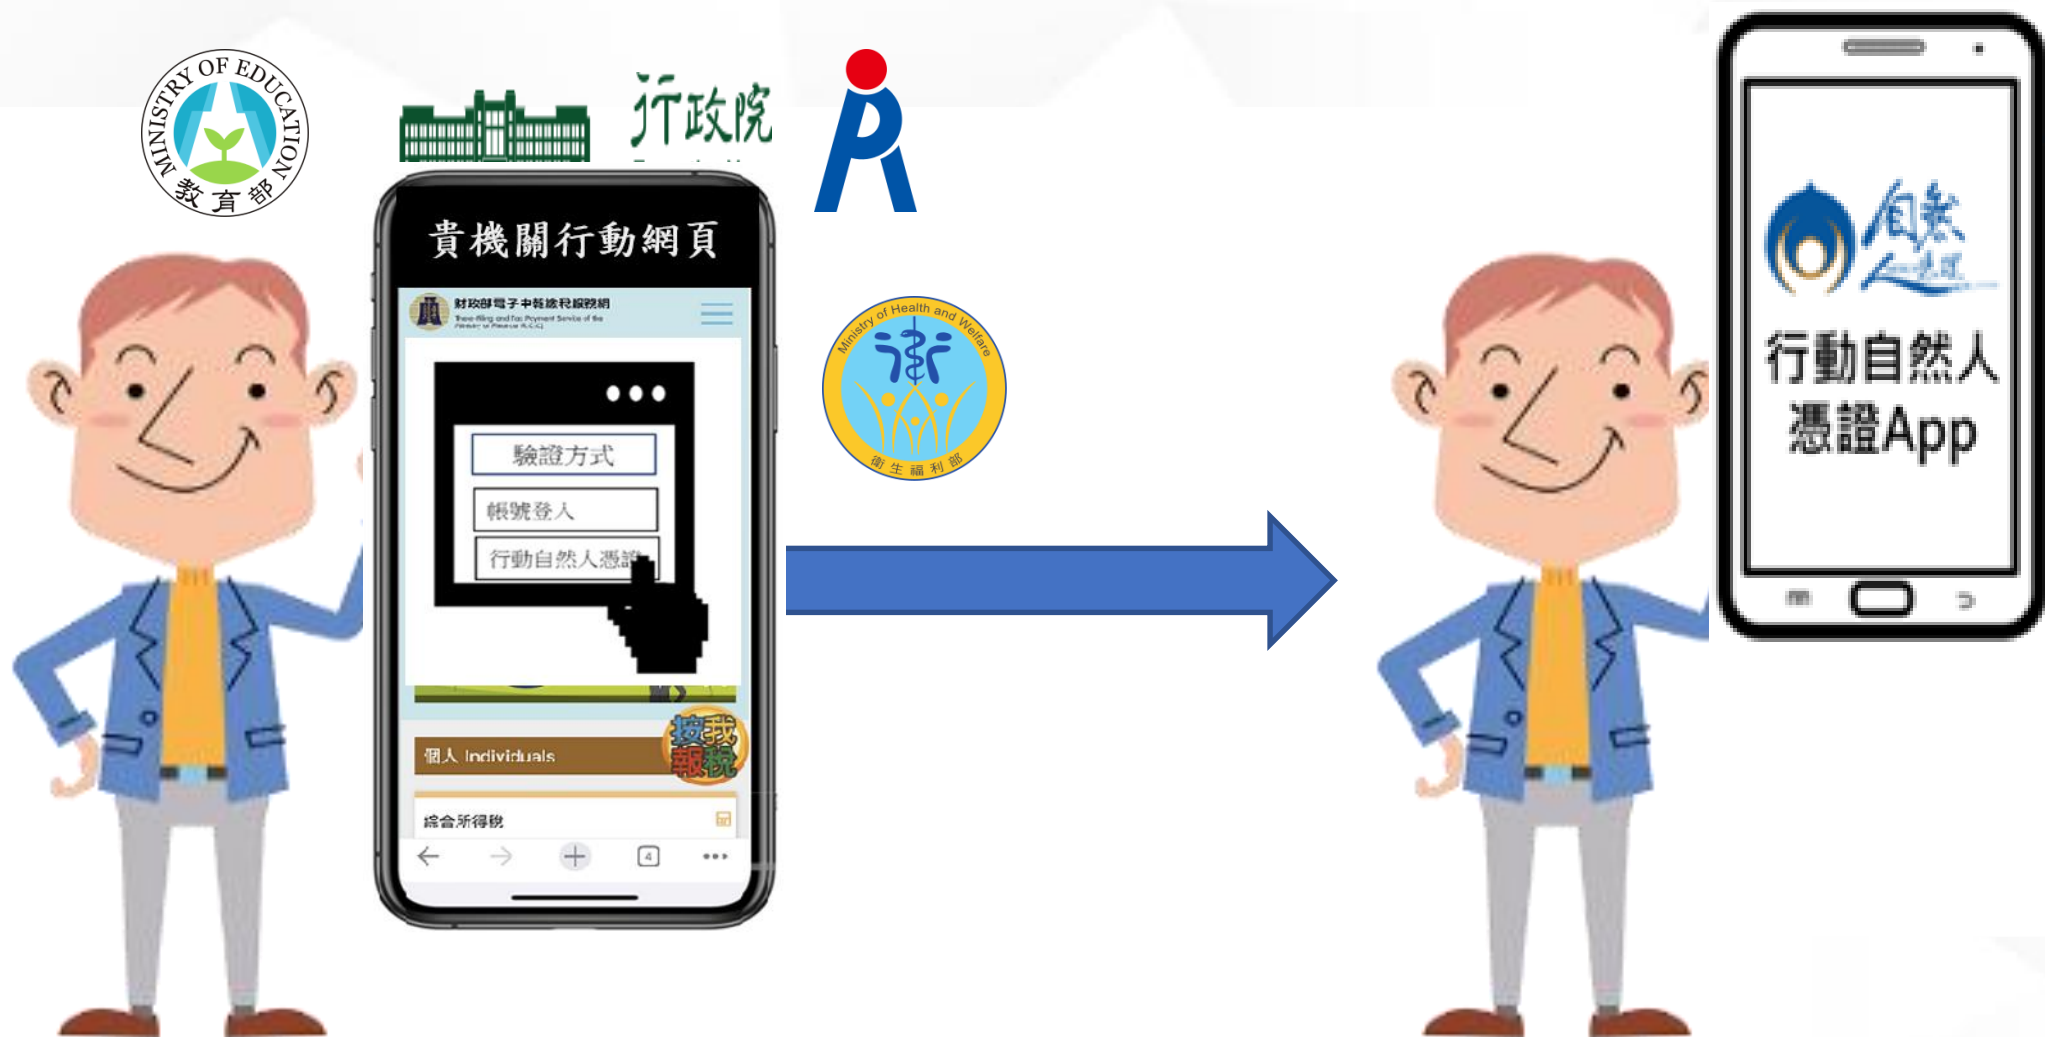 MINISTRY OF EDUCATION
教育部
行政院
貴機關行動網頁
財政部電子申報繳稅服務網
驗證方式
帳號登入
行動自然人憑證
個人 Individuals
按我
報稅
綜合所得稅
4
Ministry of Health and Welfare
衛生福利部
自然
人憑證
行動自然人
憑證App